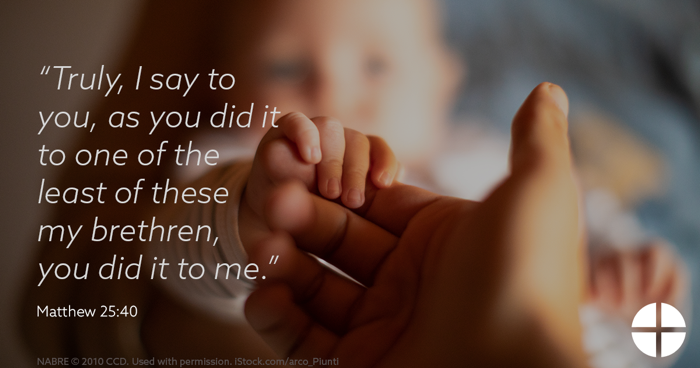 “Truly, I say to
you, as you did it
to one of the
least of these
my brethren,
you did it to me.”
Matthew 25:40
NABRE © 2010 CCD. Used with permission. iStock.com/arco_Piunti